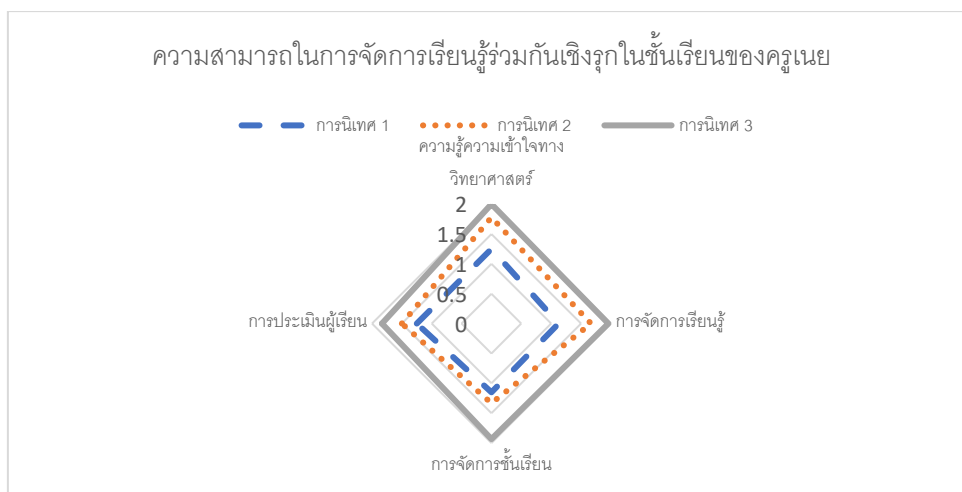 ความสามารถในการจัดการเรียนรู้ร่วมกันเชิงรุกในชั้นเรียนของครูเนย
การนิเทศ 1 การนิเทศ 2 การนิเทศ 3
ความรู้ความเข้าใจทาง
วิทยาศาสตร์
2
1.5
1
0.5
0
การประเมินผู้เรียน
การจัดการเรียนรู้
การจัดการชั้นเรียน